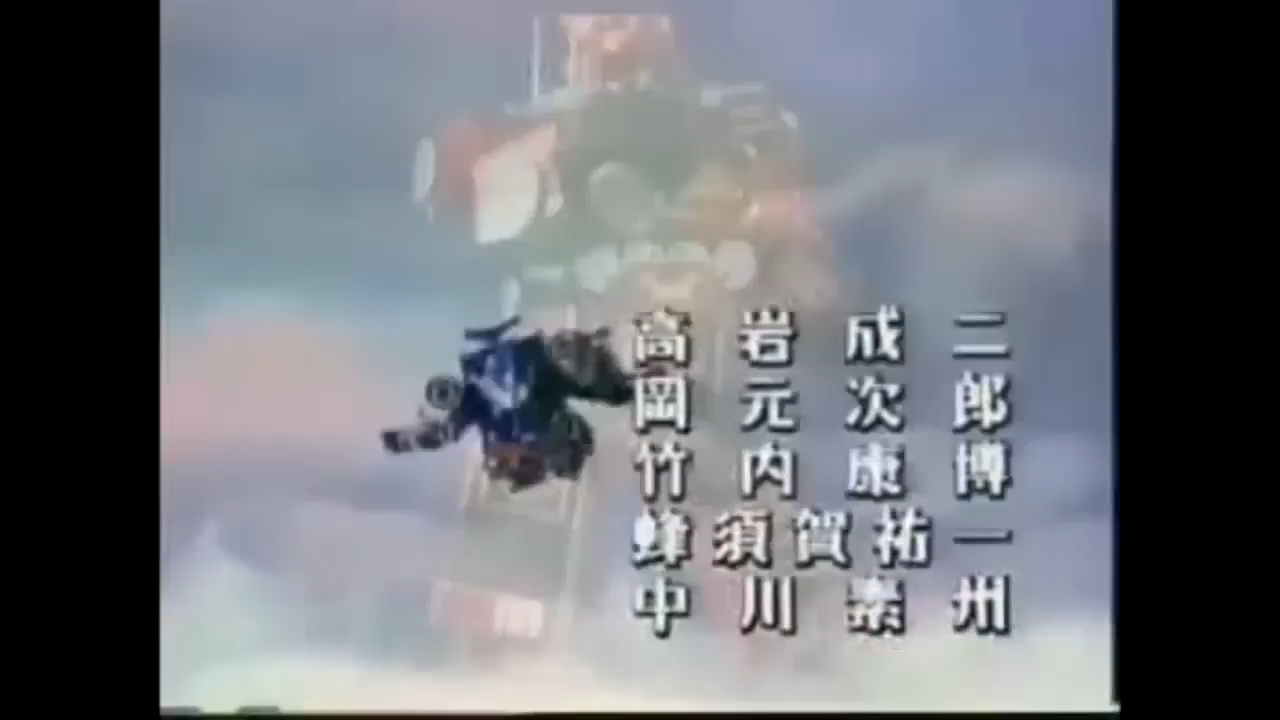 高岩成二
岡元次郎
竹内康博
蜂須賀祐一
中川素州